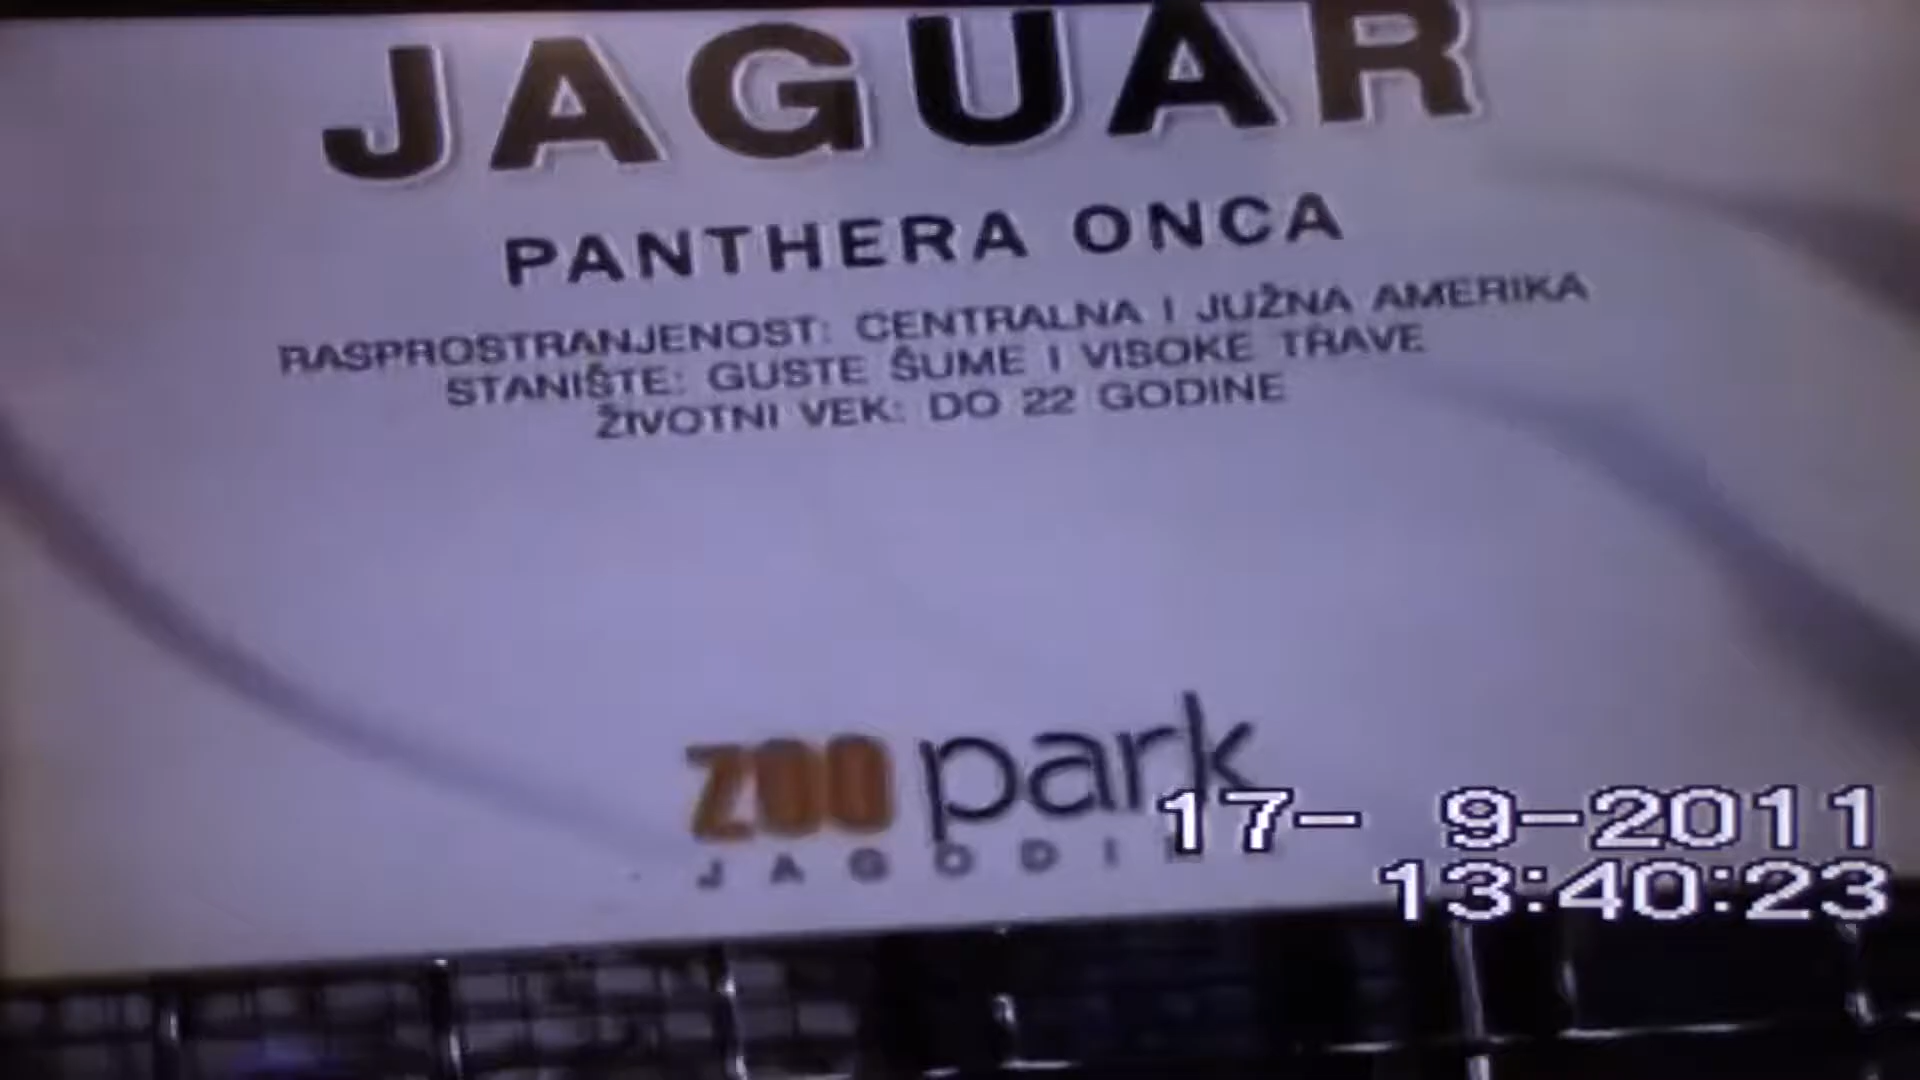 JAGUAR
PANTHERA ONCA
RASPROSTRANJENOST: CENTRALNA I JUŽNA AMERIKA
STANIŠTE: GUSTE ŠUME I VISOKE TRAVE
ŽIVOTNI VEK: DO 22 GODINE
ZOO park
17- 9-2011
13:40:23